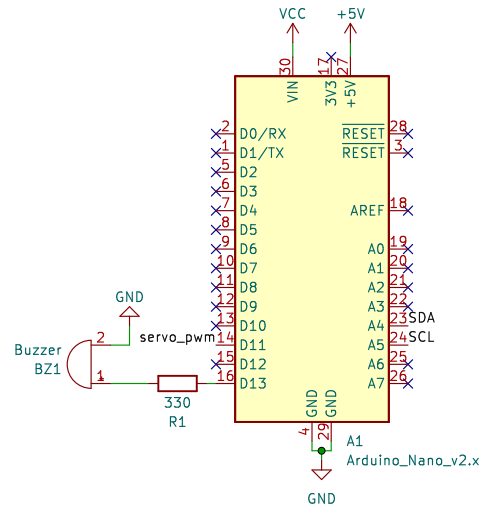 VCC +5V
30 17 27
VIN 3V3 +5V
2 D0/RX RESET 28
1 D1/TX RESET 3
5 D2
6 D3
7 D4 AREF 18
8 D5
9 D6 A0 19
10 D7 A1 20
11 D8 A2 21
12 D9 A3 22
GND
13 D10 A4 23 SDA
servo_pwm 14 D11 A5 24 SCL
Buzzer 2
15 D12 A6 25
BZ1
1 16 D13 A7 26
330
R1
GND GND
4 29
A1
Arduino_Nano_v2.x
GND